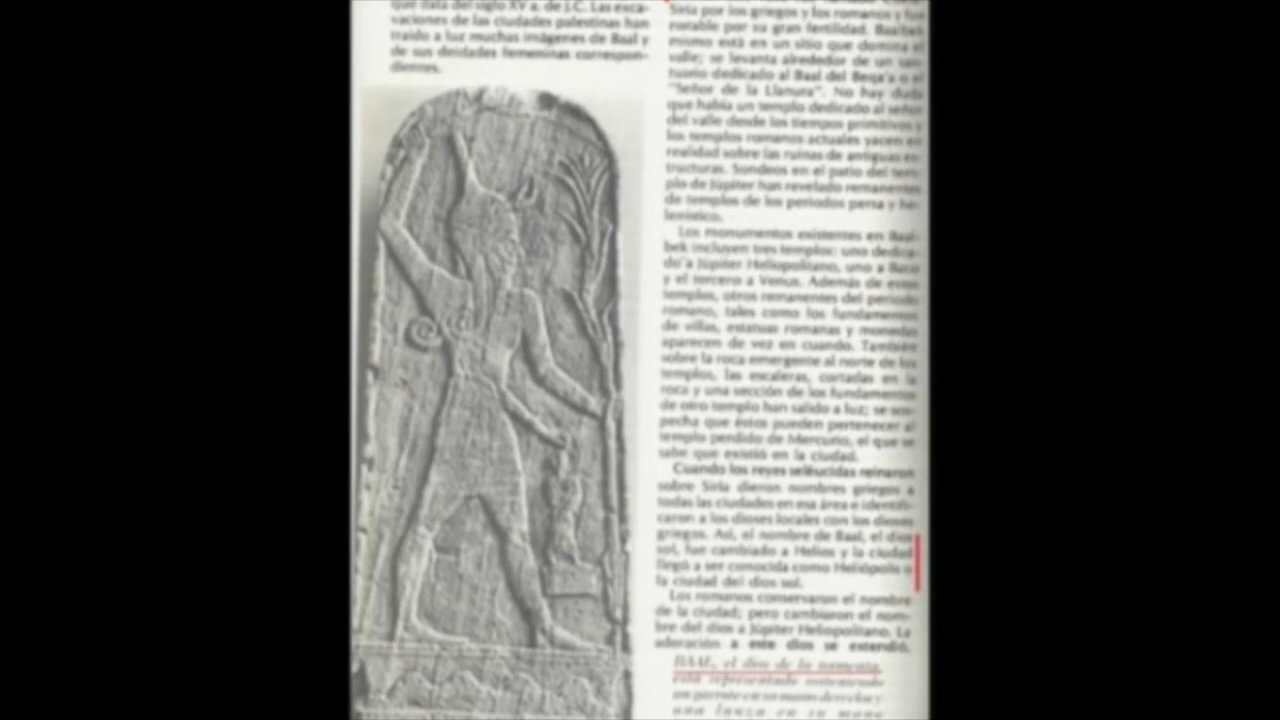 que data del siglo XV a. de J.C. Las exca-
vaciones de las ciudades palestinas han
traído a luz muchas imágenes de Baal y
de sus deidades femeninas correspon-
dientes.
Siria por los griegos y los romanos y fue
notable por su gran fertilidad. Baalbek
mismo está en un sitio que domina el
valle; se levanta alrededor de un san-
tuario dedicado al Baal del Beqa'a o el
"Señor de la Llanura". No hay duda
que había un templo dedicado al señor
del valle desde los tiempos primitivos y
los templos romanos actuales yacen en
realidad sobre las ruinas de antiguas es-
tructuras. Sondeos en el patio del tem-
plo de Júpiter han revelado remanentes
de templos de los períodos persa y he-
lenístico.
Los monumentos existentes en Baal-
bek incluyen tres templos: uno dedica-
do a Júpiter Heliopolitano, uno a Baco
y el tercero a Venus. Además de estos
templos, otros remanentes del período
romano, tales como los fundamentos
de villas, estatuas romanas y monedas
aparecen de vez en cuando. También
sobre la roca emergente al norte de los
templos, las escaleras, cortadas en la
roca y una sección de los fundamentos
de otro templo han salido a luz; se sos-
pecha que éstos pueden pertenecer al
templo perdido de Mercurio, el que se
sabe que existió en la ciudad.
Cuando los reyes seléucidas reinaron
sobre Siria dieron nombres griegos a
todas las ciudades en esa área e identifi-
caron a los dioses locales con los dioses
griegos. Así, el nombre de Baal, el dios
sol, fue cambiado a Helios y la ciudad
llegó a ser conocida como Heliópolis o
la ciudad del dios sol.
Los romanos conservaron el nombre
de la ciudad; pero cambiaron el nom-
bre del dios a Júpiter Heliopolitano. La
adoración a este dios se extendió,
BAAL, el dios de la tormenta,
está representado sosteniendo
un garrote en su mano derecha y
una lanza en su mano